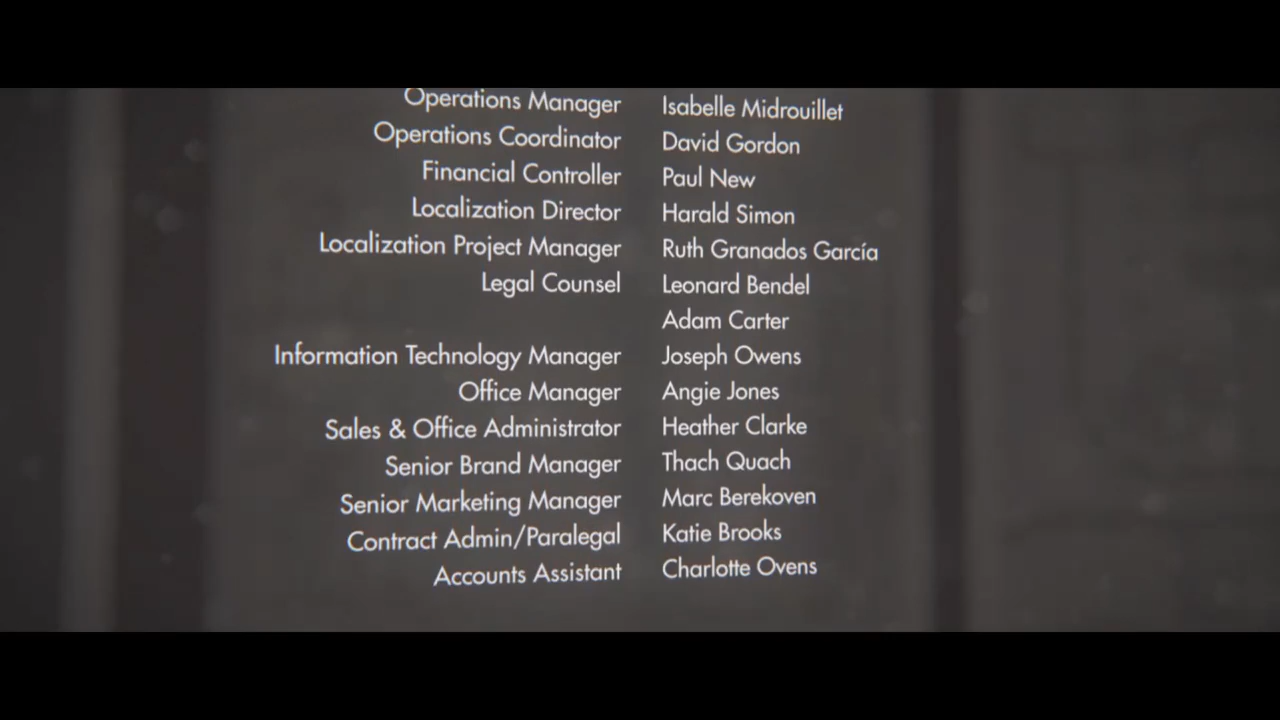 Operations Manager Isabelle Midrouillet
Operations Coordinator David Gordon
Financial Controller Paul New
Localization Director Harald Simon
Localization Project Manager Ruth Granados García
Legal Counsel Leonard Bendel
Adam Carter
Information Technology Manager Joseph Owens
Office Manager Angie Jones
Sales & Office Administrator Heather Clarke
Senior Brand Manager Thach Quach
Senior Marketing Manager Marc Berekoven
Contract Admin/Paralegal Katie Brooks
Accounts Assistant Charlotte Ovens